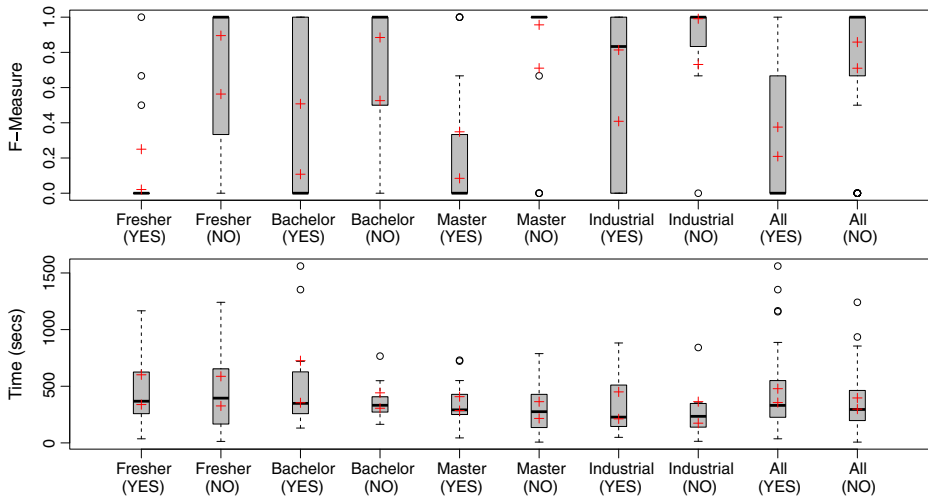 F−Measure
1.0
0.8
0.6
0.4
0.2
0.0
Fresher Fresher Bachelor Bachelor Master Master Industrial Industrial All All
(YES) (NO) (YES) (NO) (YES) (NO) (YES) (NO) (YES) (NO)
Time (secs)
1500
1000
500
0
Fresher Fresher Bachelor Bachelor Master Master Industrial Industrial All All
(YES) (NO) (YES) (NO) (YES) (NO) (YES) (NO) (YES) (NO)